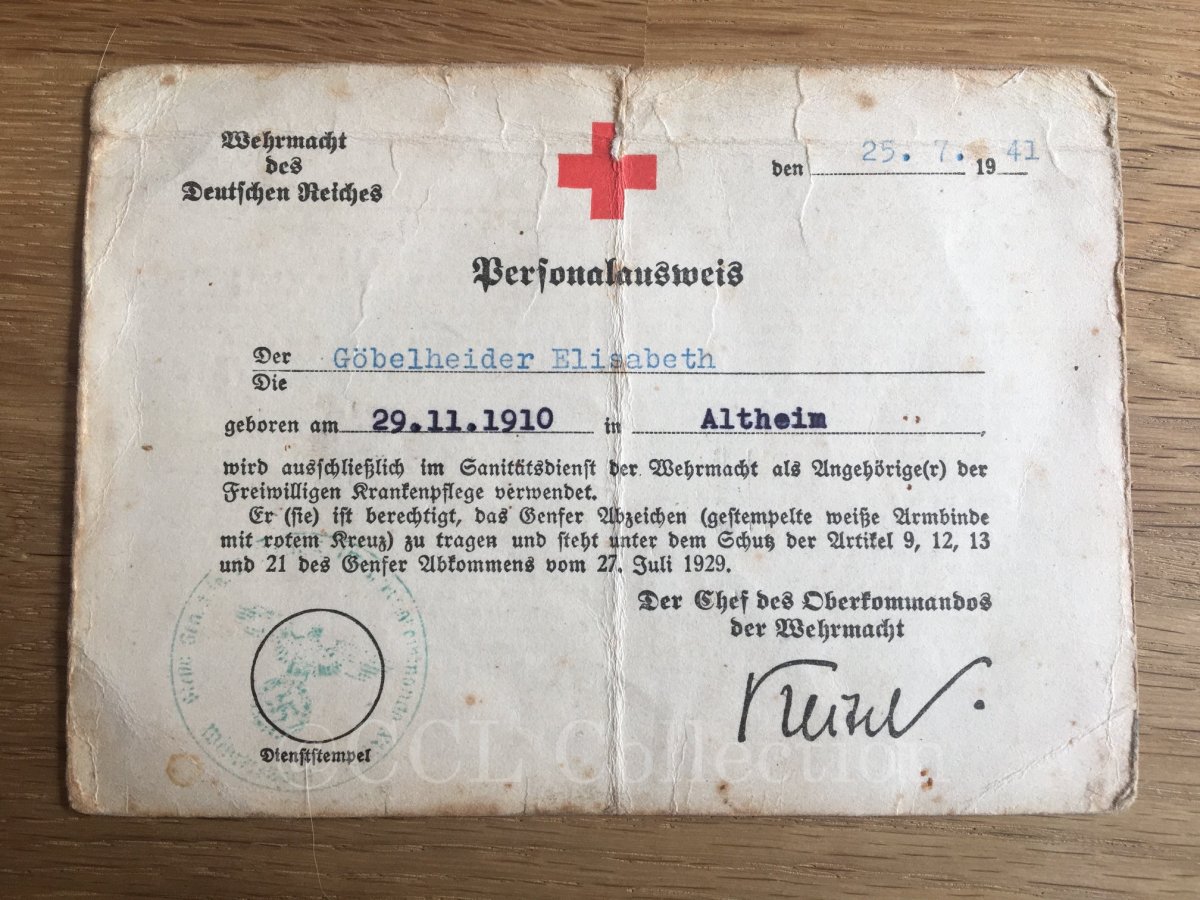 Wehrmacht
des
Deutschen Reiches
den 25. 7. 1941
Personalausweis
Der Göbelheider Elisabeth
Die
geboren am 29.11.1910 in Altheim,
wird ausschließlich im Sanitätsdienst der Wehrmacht als Angehörige(r) der
Freiwilligen Krankenpflege verwendet.
Er (sie) ist berechtigt, das Genfer Abzeichen (gestempelte weiße Armbinde
mit rotem Kreuz) zu tragen und steht unter dem Schutz der Artikel 9, 12, 13
und 21 des Genfer Abkommens vom 27. Juli 1929.
Der Chef des Oberkommandos
der Wehrmacht
Keitel
Dienststempel
©CCL Collection